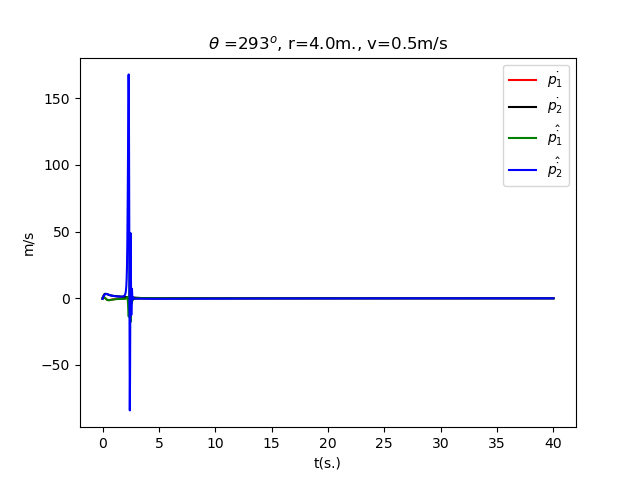 θ =293°, r=4.0m., v=0.5m/s
150
100
50
0
−50
m/s
0 5 10 15 20 25 30 35 40
t(s.)
ṗ₁
ṗ₂
p̂̇₁
p̂̇₂